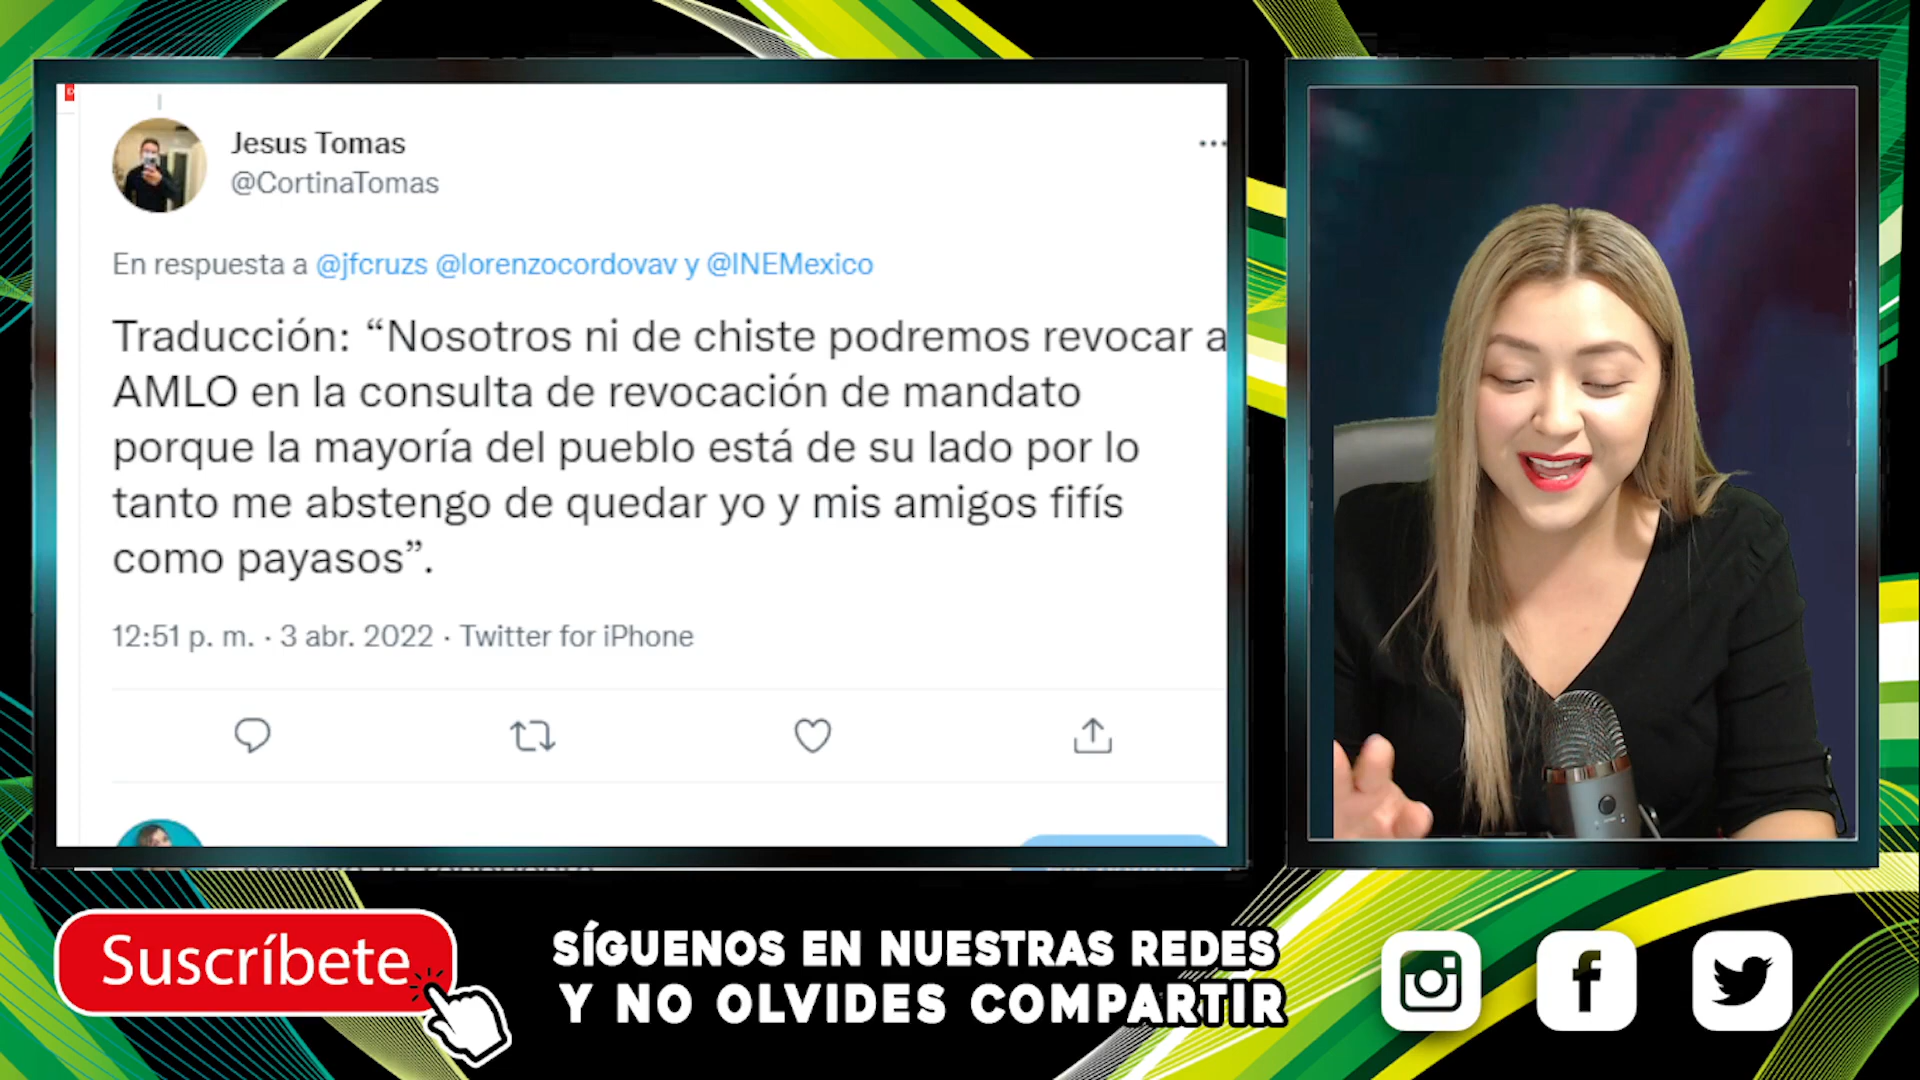 Jesus Tomas
@CortinaTomas
En respuesta a @jfcruzs @lorenzocordovav y @INEMexico
Traducción: “Nosotros ni de chiste podremos revocar a
AMLO en la consulta de revocación de mandato
porque la mayoría del pueblo está de su lado por lo
tanto me abstengo de quedar yo y mis amigos fifís
como payasos”.
12:51 p. m. · 3 abr. 2022 · Twitter for iPhone
Suscríbete
SÍGUENOS EN NUESTRAS REDES
Y NO OLVIDES COMPARTIR